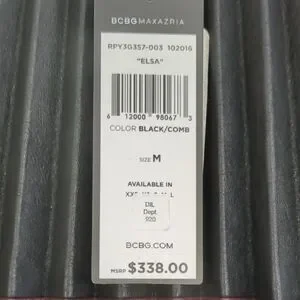 BCBGMAXAZRIA
RPY3G357-003 102016
"ELSA"
6 12000 98067 3
COLOR BLACK/COMB
SIZE M
AVAILABLE IN
DIL
Dept.
920
BCBG.COM
MSRP $338.00